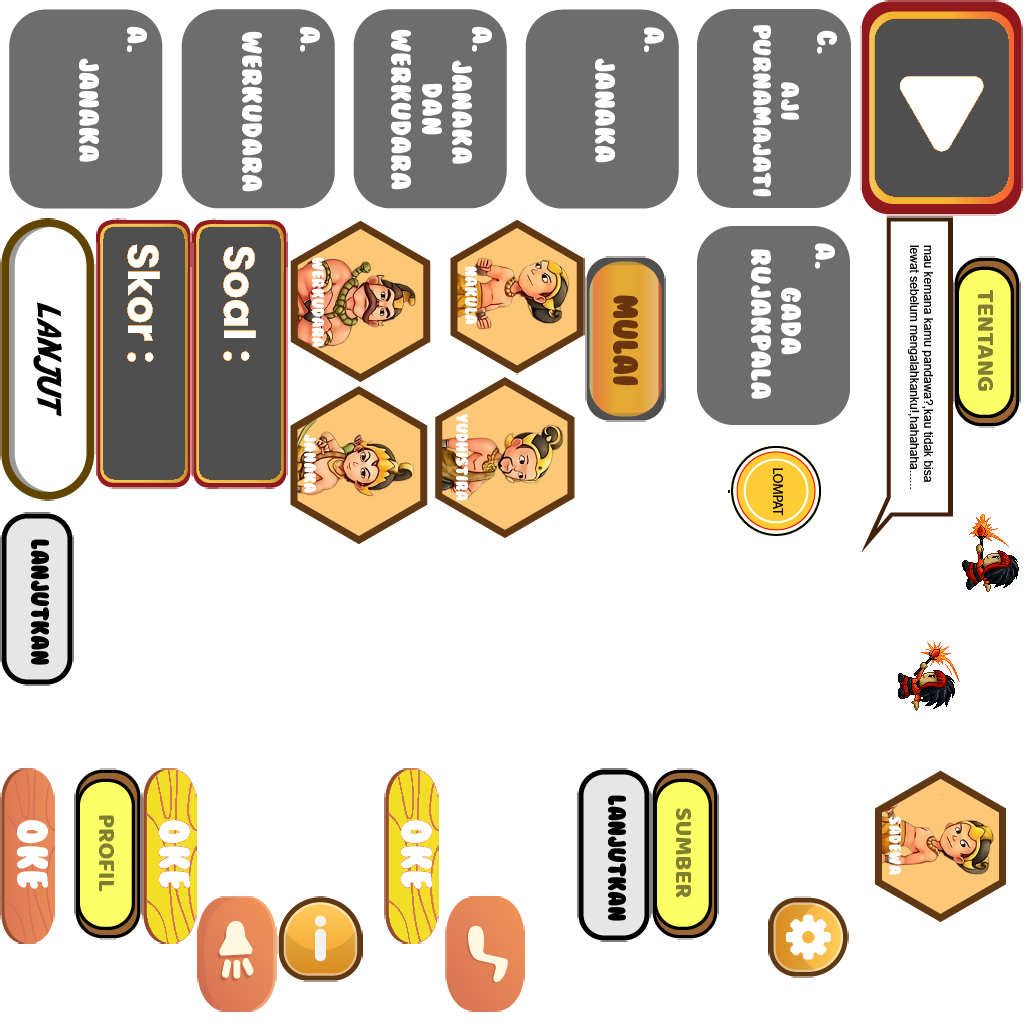 A.
JANAKA
A.
WERKUDARA
A.
JANAKA
DAN
WERKUDARA
A.
JANAKA
C.
AJI
PURNAMAJATI
LANJUT
Skor :
Soal :
WERKUDARA
NAKULA
MULAI
A.
GADA
RUJAKPALA
mau kemana kamu pandawa?,kau tidak bisa
lewat sebelum mengalahkanku!,hahahaha......
TENTANG
JANAKA
YUDHISTIRA
LOMPAT
LANJUTKAN
OKE
PROFIL
OKE
OKE
LANJUTKAN
SUMBER
SADEWA
i